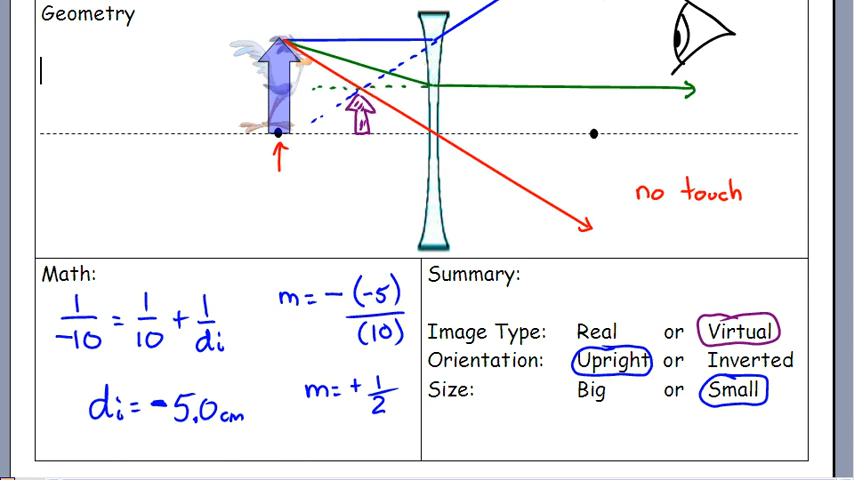 Geometry
no touch
Math:
1/-10 = 1/10 + 1/di
m = - (-5)/(10)
di = -5.0cm
m = + 1/2
Summary:
Image Type: Real or Virtual
Orientation: Upright or Inverted
Size: Big or Small